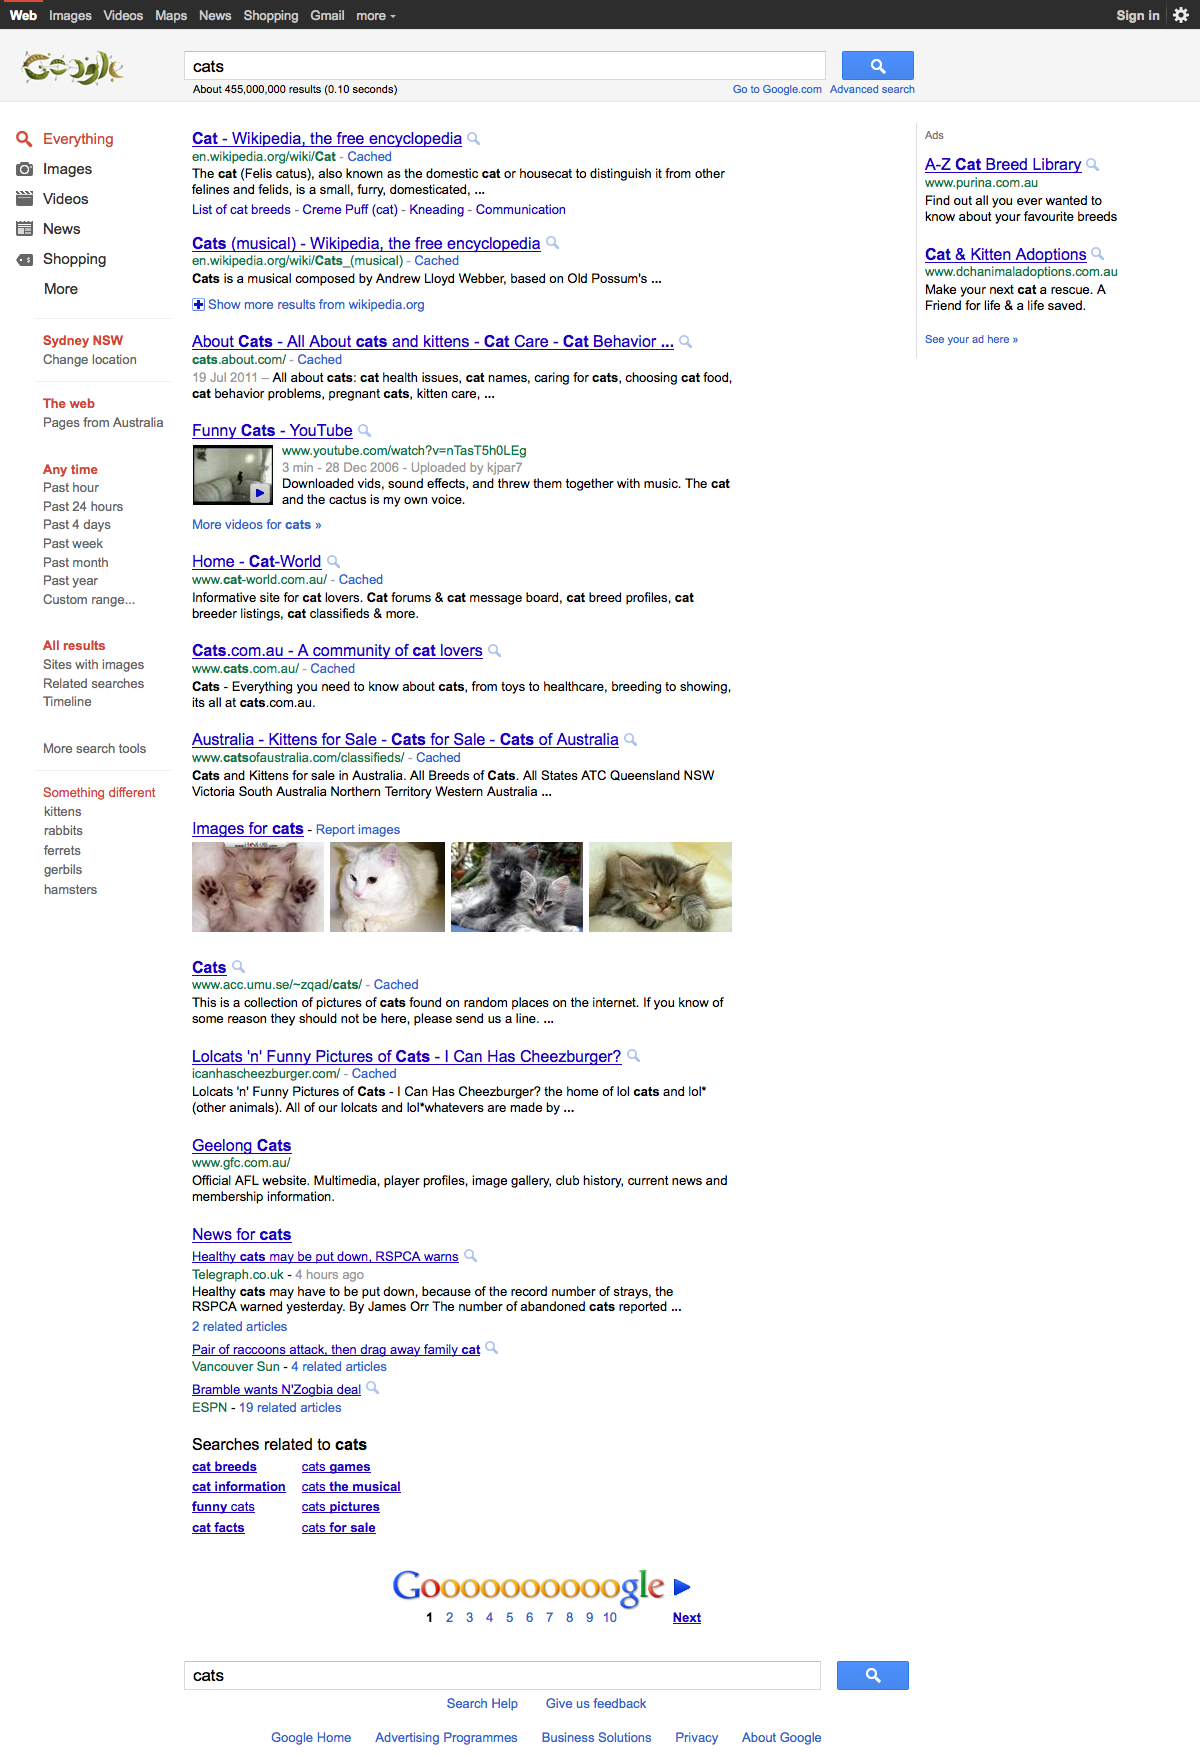 Web Images Videos Maps News Shopping Gmail more
Sign in
Google
cats
About 455,000,000 results (0.10 seconds)
Go to Google.com Advanced search
Everything
Images
Videos
News
Shopping
More
Sydney NSW
Change location
The web
Pages from Australia
Any time
Past hour
Past 24 hours
Past 4 days
Past week
Past month
Past year
Custom range...
All results
Sites with images
Related searches
Timeline
More search tools
Something different
kittens
rabbits
ferrets
gerbils
hamsters
Cat - Wikipedia, the free encyclopedia
en.wikipedia.org/wiki/Cat - Cached
The cat (Felis catus), also known as the domestic cat or housecat to distinguish it from other
felines and felids, is a small, furry, domesticated, ...
List of cat breeds - Creme Puff (cat) - Kneading - Communication
Cats (musical) - Wikipedia, the free encyclopedia
en.wikipedia.org/wiki/Cats_(musical) - Cached
Cats is a musical composed by Andrew Lloyd Webber, based on Old Possum's ...
Show more results from wikipedia.org
About Cats - All About cats and kittens - Cat Care - Cat Behavior ...
cats.about.com/ - Cached
19 Jul 2011 – All about cats: cat health issues, cat names, caring for cats, choosing cat food,
cat behavior problems, pregnant cats, kitten care, ...
Funny Cats - YouTube
www.youtube.com/watch?v=nTasT5h0LEg
3 min - 28 Dec 2006 - Uploaded by kjpar7
Downloaded vids, sound effects, and threw them together with music. The cat
and the cactus is my own voice.
More videos for cats »
Home - Cat-World
www.cat-world.com.au/ - Cached
Informative site for cat lovers. Cat forums & cat message board, cat breed profiles, cat
breeder listings, cat classifieds & more.
Cats.com.au - A community of cat lovers
www.cats.com.au/ - Cached
Cats - Everything you need to know about cats, from toys to healthcare, breeding to showing,
its all at cats.com.au.
Australia - Kittens for Sale - Cats for Sale - Cats of Australia
www.catsofaustralia.com/classifieds/ - Cached
Cats and Kittens for sale in Australia. All Breeds of Cats. All States ATC Queensland NSW
Victoria South Australia Northern Territory Western Australia ...
Images for cats - Report images
Cats
www.acc.umu.se/~zqad/cats/ - Cached
This is a collection of pictures of cats found on random places on the internet. If you know of
some reason they should not be here, please send us a line. ...
Lolcats 'n' Funny Pictures of Cats - I Can Has Cheezburger?
icanhascheezburger.com/ - Cached
Lolcats 'n' Funny Pictures of Cats - I Can Has Cheezburger? the home of lol cats and lol*
(other animals). All of our lolcats and lol*whatevers are made by ...
Geelong Cats
www.gfc.com.au/
Official AFL website. Multimedia, player profiles, image gallery, club history, current news and
membership information.
News for cats
Healthy cats may be put down, RSPCA warns
Telegraph.co.uk - 4 hours ago
Healthy cats may have to be put down, because of the record number of strays, the
RSPCA warned yesterday. By James Orr The number of abandoned cats reported ...
2 related articles
Pair of raccoons attack, then drag away family cat
Vancouver Sun - 4 related articles
Bramble wants N'Zogbia deal
ESPN - 19 related articles
Searches related to cats
cat breeds cats games
cat information cats the musical
funny cats cats pictures
cat facts cats for sale
Ads
A-Z Cat Breed Library
www.purina.com.au
Find out all you ever wanted to
know about your favourite breeds
Cat & Kitten Adoptions
www.dchanimaladoptions.com.au
Make your next cat a rescue. A
Friend for life & a life saved.
See your ad here »
Goooooooooogle
1 2 3 4 5 6 7 8 9 10 Next
cats
Search Help Give us feedback
Google Home Advertising Programmes Business Solutions Privacy About Google